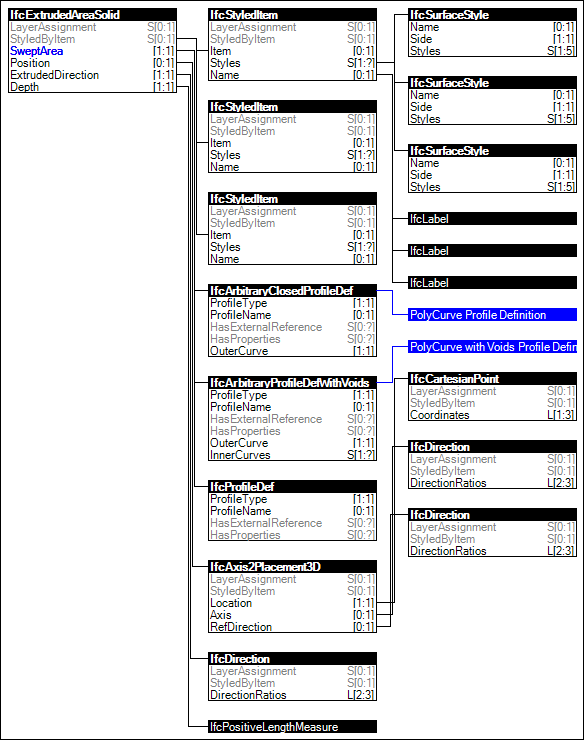 IfcExtrudedAreaSolid
LayerAssignment S[0:1]
StyledByItem S[0:1]
SweptArea [1:1]
Position [0:1]
ExtrudedDirection [1:1]
Depth [1:1]
IfcStyledItem
LayerAssignment S[0:1]
StyledByItem S[0:1]
Item [0:1]
Styles S[1:?]
Name [0:1]
IfcStyledItem
LayerAssignment S[0:1]
StyledByItem S[0:1]
Item [0:1]
Styles S[1:?]
Name [0:1]
IfcStyledItem
LayerAssignment S[0:1]
StyledByItem S[0:1]
Item [0:1]
Styles S[1:?]
Name [0:1]
IfcArbitraryClosedProfileDef
ProfileType [1:1]
ProfileName [0:1]
HasExternalReference S[0:?]
HasProperties S[0:?]
OuterCurve [1:1]
IfcArbitraryProfileDefWithVoids
ProfileType [1:1]
ProfileName [0:1]
HasExternalReference S[0:?]
HasProperties S[0:?]
OuterCurve [1:1]
InnerCurves S[1:?]
IfcProfileDef
ProfileType [1:1]
ProfileName [0:1]
HasExternalReference S[0:?]
HasProperties S[0:?]
IfcAxis2Placement3D
LayerAssignment S[0:1]
StyledByItem S[0:1]
Location [1:1]
Axis [0:1]
RefDirection [0:1]
IfcDirection
LayerAssignment S[0:1]
StyledByItem S[0:1]
DirectionRatios L[2:3]
IfcPositiveLengthMeasure
IfcSurfaceStyle
Name [0:1]
Side [1:1]
Styles S[1:5]
IfcSurfaceStyle
Name [0:1]
Side [1:1]
Styles S[1:5]
IfcSurfaceStyle
Name [0:1]
Side [1:1]
Styles S[1:5]
IfcLabel
IfcLabel
IfcLabel
PolyCurve Profile Definition
PolyCurve with Voids Profile Defin
IfcCartesianPoint
LayerAssignment S[0:1]
StyledByItem S[0:1]
Coordinates L[1:3]
IfcDirection
LayerAssignment S[0:1]
StyledByItem S[0:1]
DirectionRatios L[2:3]
IfcDirection
LayerAssignment S[0:1]
StyledByItem S[0:1]
DirectionRatios L[2:3]